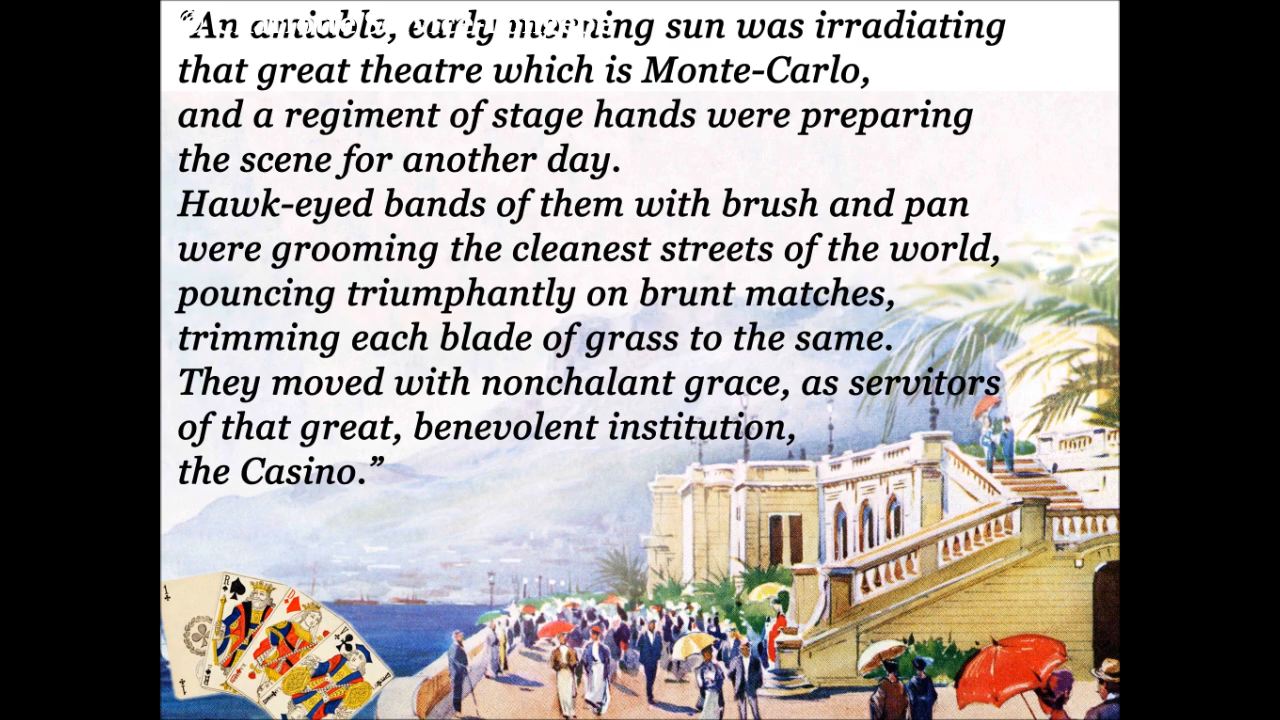 “An amiable, early morning sun was irradiating
that great theatre which is Monte-Carlo,
and a regiment of stage hands were preparing
the scene for another day.
Hawk-eyed bands of them with brush and pan
were grooming the cleanest streets of the world,
pouncing triumphantly on brunt matches,
trimming each blade of grass to the same.
They moved with nonchalant grace, as servitors
of that great, benevolent institution,
the Casino.”